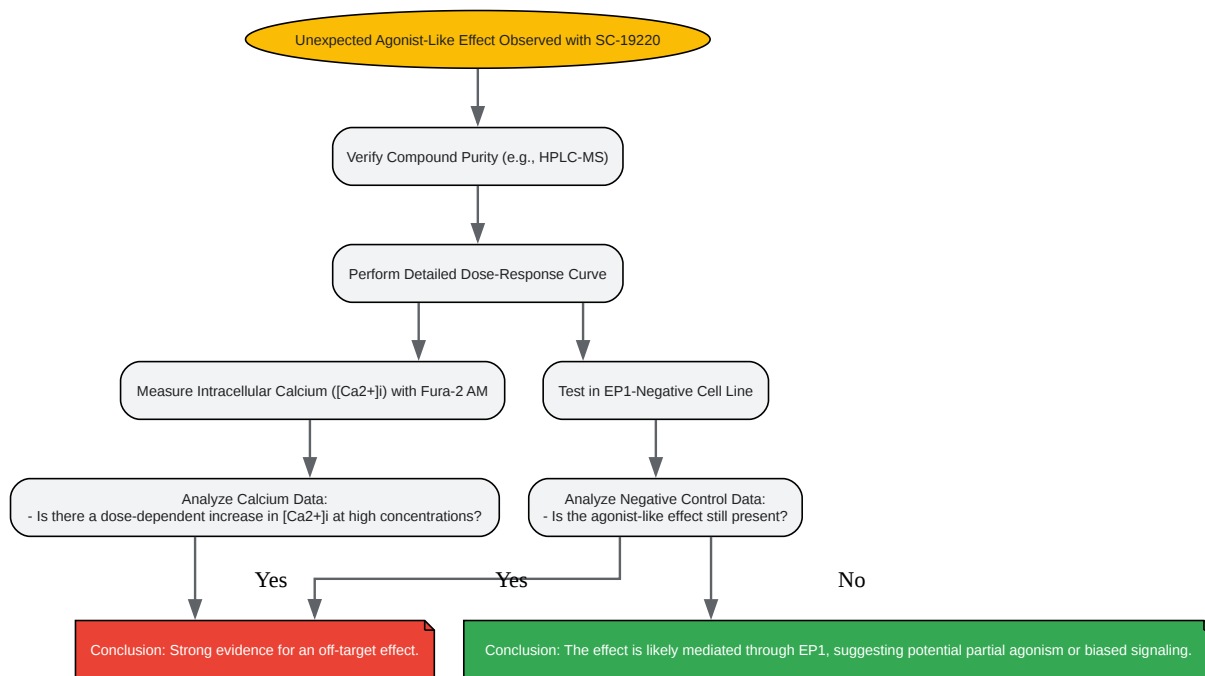 Unexpected Agonist-Like Effect Observed with SC-19220
Verify Compound Purity (e.g., HPLC-MS)
Perform Detailed Dose-Response Curve
Measure Intracellular Calcium ([Ca2+]i) with Fura-2 AM
Test in EP1-Negative Cell Line
Analyze Calcium Data:
- Is there a dose-dependent increase in [Ca2+]i at high concentrations?
Analyze Negative Control Data:
- Is the agonist-like effect still present?
Yes
Yes
No
Conclusion: Strong evidence for an off-target effect.
Conclusion: The effect is likely mediated through EP1, suggesting potential partial agonism or biased signaling.